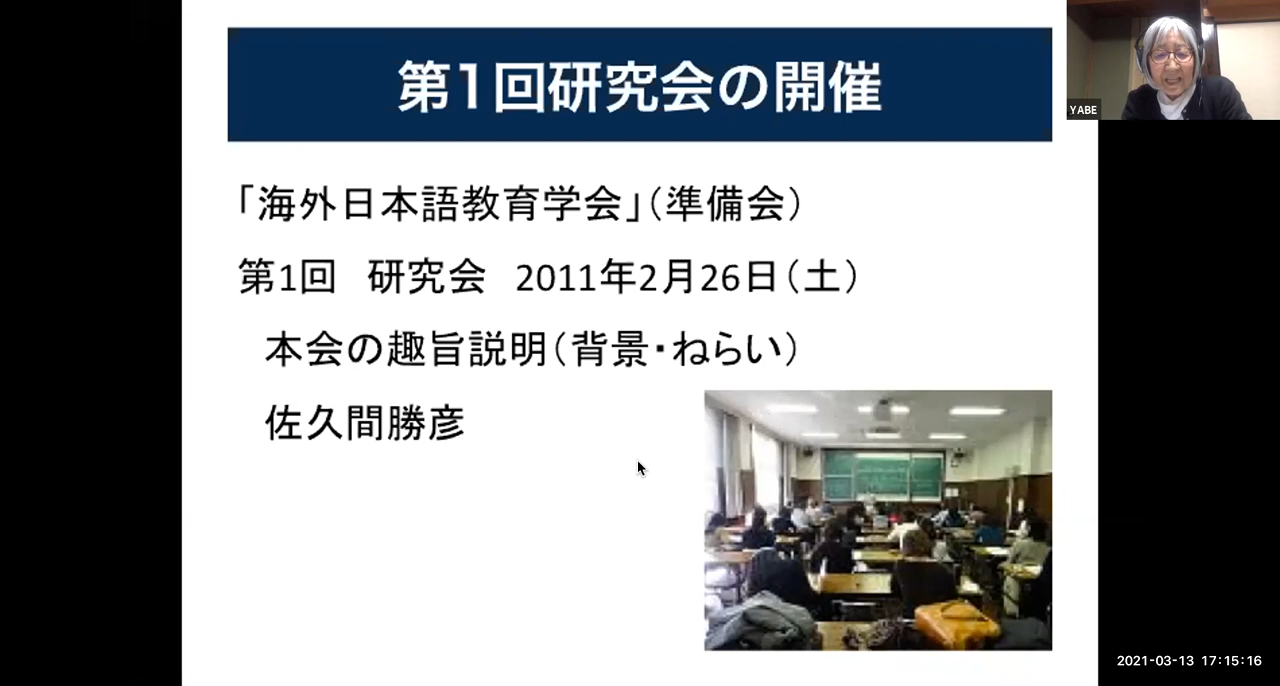 第1回研究会の開催
YABE
「海外日本語教育学会」（準備会）
第1回　研究会　2011年2月26日（土）
本会の趣旨説明（背景・ねらい）
佐久間勝彦
2021-03-13 17:15:16